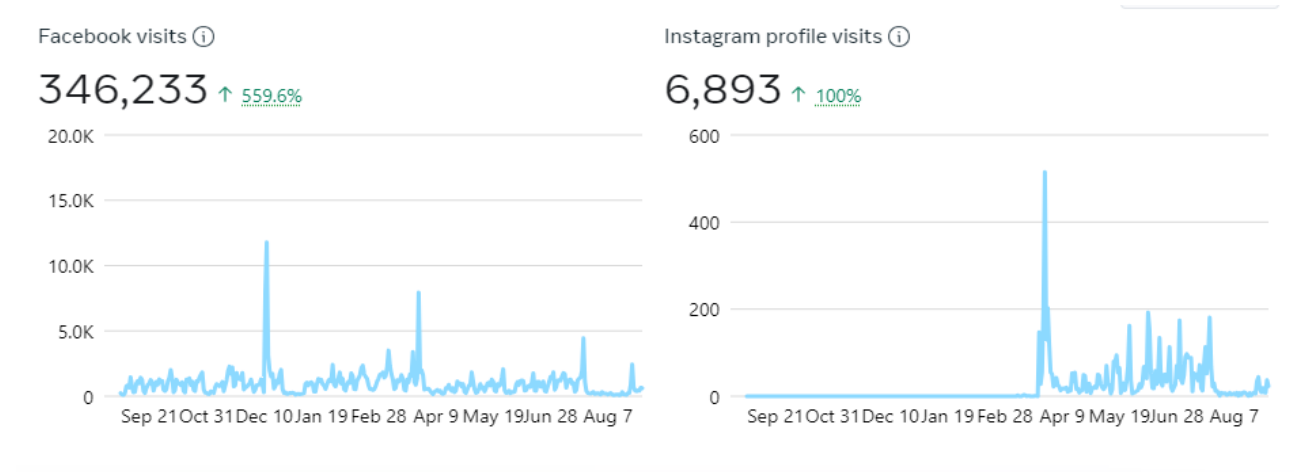 Facebook visits
346,233 ↑ 559.6%
20.0K
15.0K
10.0K
5.0K
0
Sep 21 Oct 31 Dec 10 Jan 19 Feb 28 Apr 9 May 19 Jun 28 Aug 7
Instagram profile visits
6,893 ↑ 100%
600
400
200
0
Sep 21 Oct 31 Dec 10 Jan 19 Feb 28 Apr 9 May 19 Jun 28 Aug 7